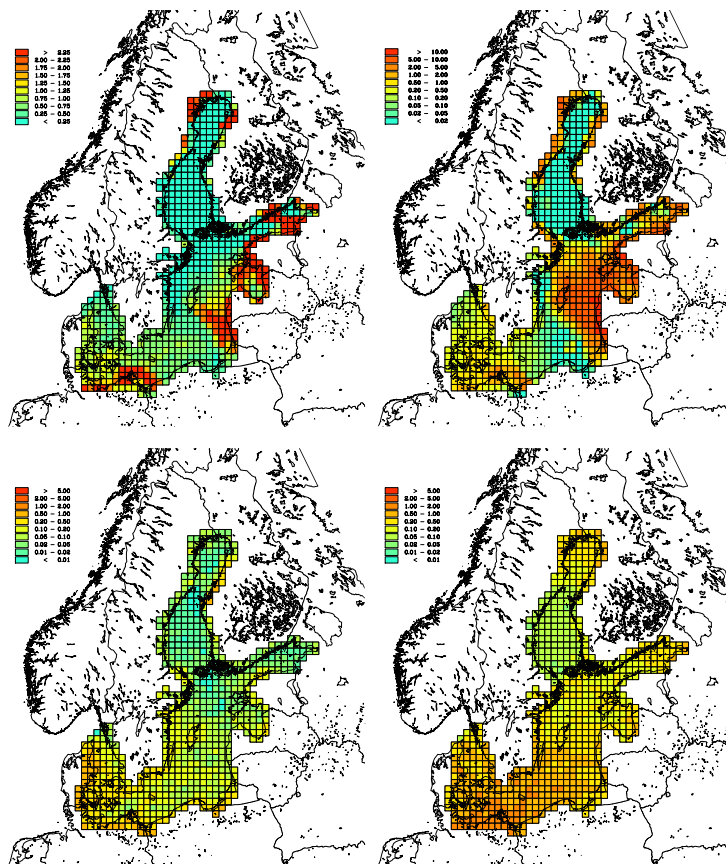 > 2.25
2.00 - 2.25
1.75 - 2.00
1.50 - 1.75
1.25 - 1.50
1.00 - 1.25
0.75 - 1.00
0.50 - 0.75
0.25 - 0.50
< 0.25
> 10.00
5.00 - 10.00
2.00 - 5.00
1.00 - 2.00
0.50 - 1.00
0.20 - 0.50
0.10 - 0.20
0.05 - 0.10
0.02 - 0.05
< 0.02
> 5.00
2.00 - 5.00
1.00 - 2.00
0.50 - 1.00
0.20 - 0.50
0.10 - 0.20
0.05 - 0.10
0.02 - 0.05
0.01 - 0.02
< 0.01
> 5.00
2.00 - 5.00
1.00 - 2.00
0.50 - 1.00
0.20 - 0.50
0.10 - 0.20
0.05 - 0.10
0.02 - 0.05
0.01 - 0.02
< 0.01